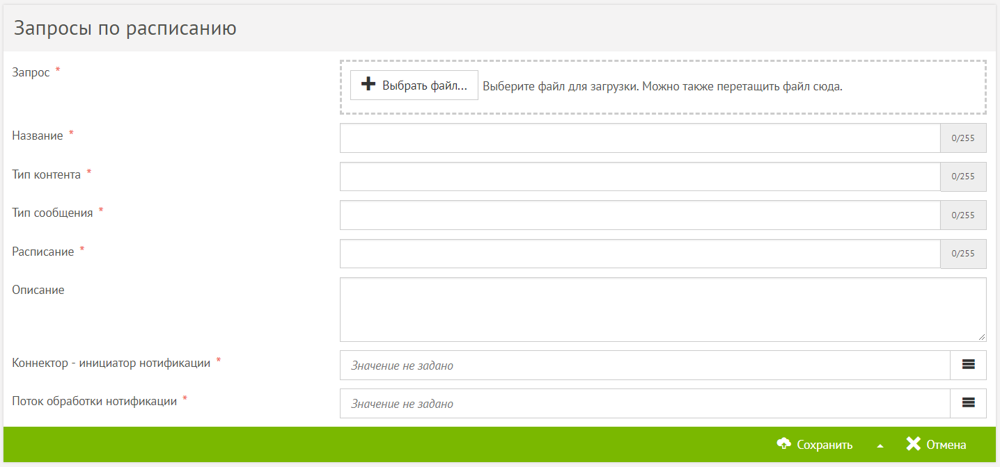 Запросы по расписанию
Запрос *
Выбрать файл... Выберите файл для загрузки. Можно также перетащить файл сюда.
Название * 0/255
Тип контента * 0/255
Тип сообщения * 0/255
Расписание * 0/255
Описание
Коннектор - инициатор нотификации * Значение не задано
Поток обработки нотификации * Значение не задано
Сохранить Отмена